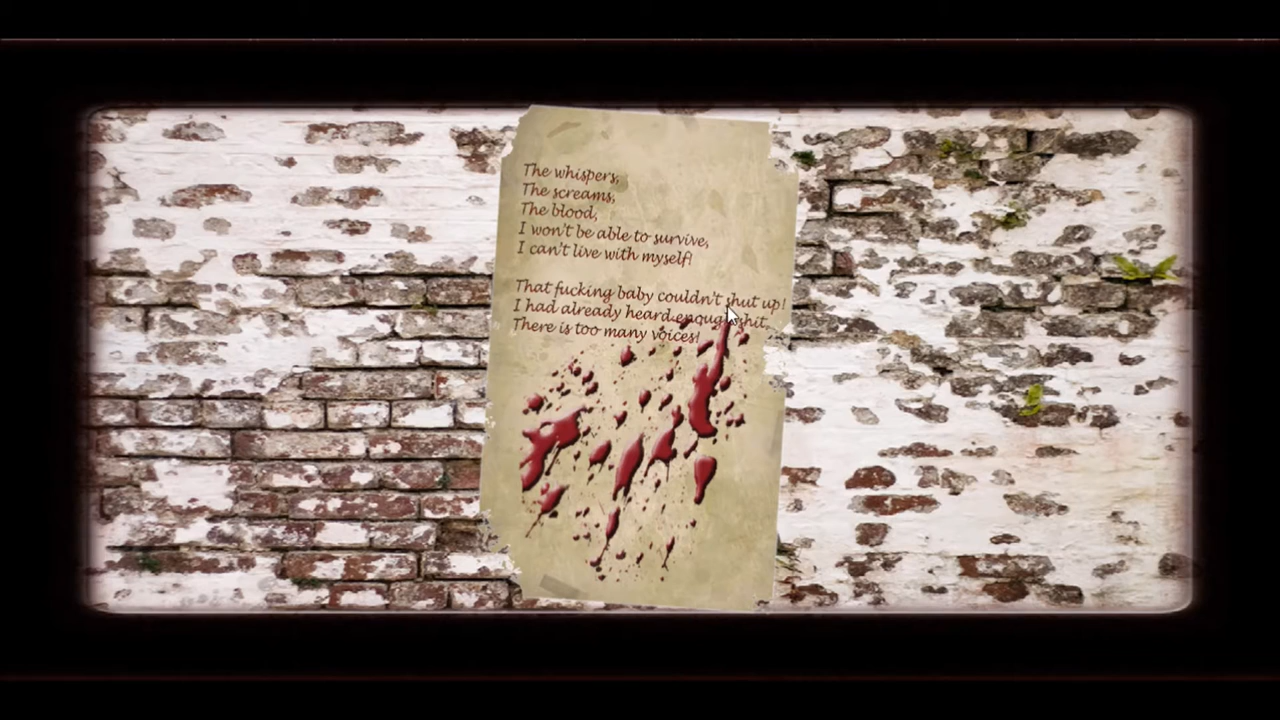 The whispers,
The screams,
The blood,
I won't be able to survive,
I can't live with myself!
That fucking baby couldn't shut up!
I had already heard enough shit,
There is too many voices!